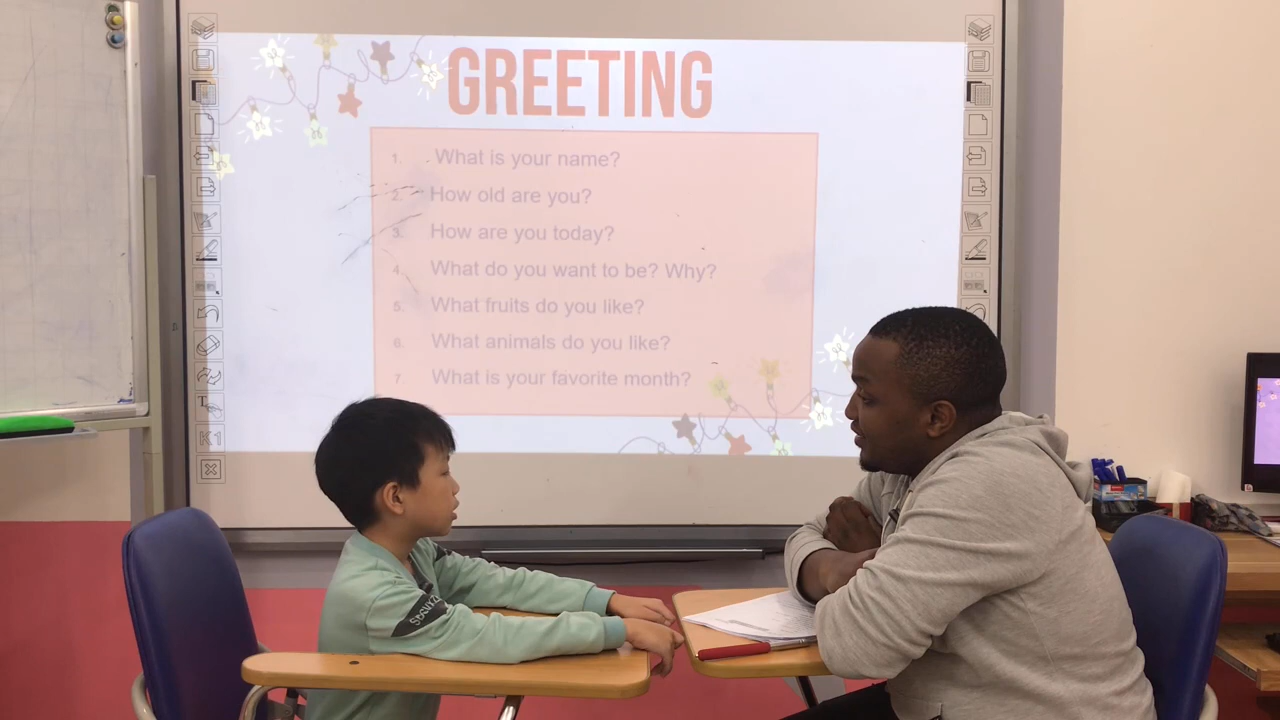 GREETING
1. What is your name?
2. How old are you?
3. How are you today?
4. What do you want to be? Why?
5. What fruits do you like?
6. What animals do you like?
7. What is your favorite month?
T
K1